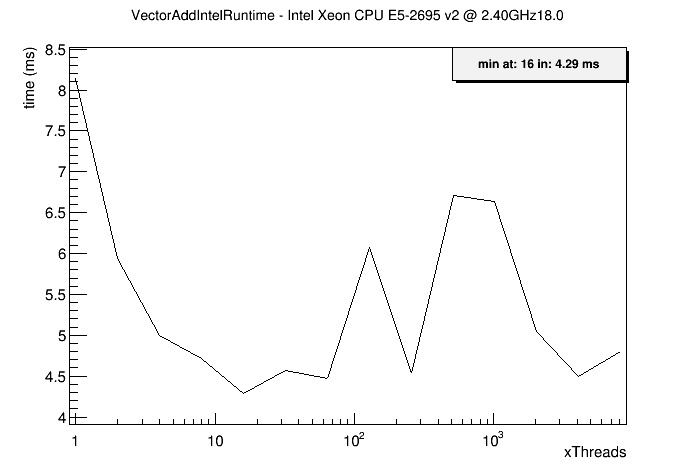 VectorAddIntelRuntime - Intel Xeon CPU E5-2695 v2 @ 2.40GHz18.0
time (ms)
min at: 16 in: 4.29 ms
8.5
8
7.5
7
6.5
6
5.5
5
4.5
4
1 10 10² 10³
xThreads